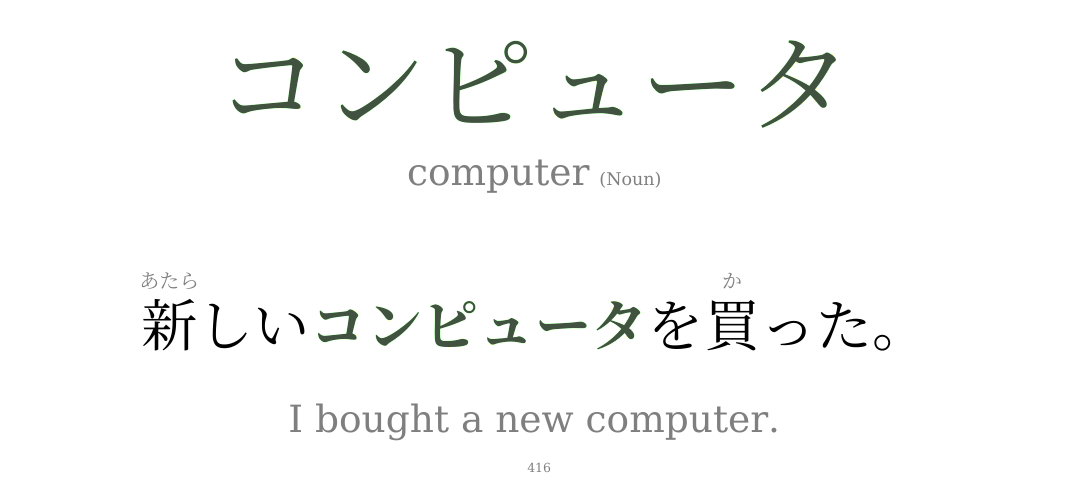 コンピュータ
computer (Noun)
あたら か
新しいコンピュータを買った。
I bought a new computer.
416